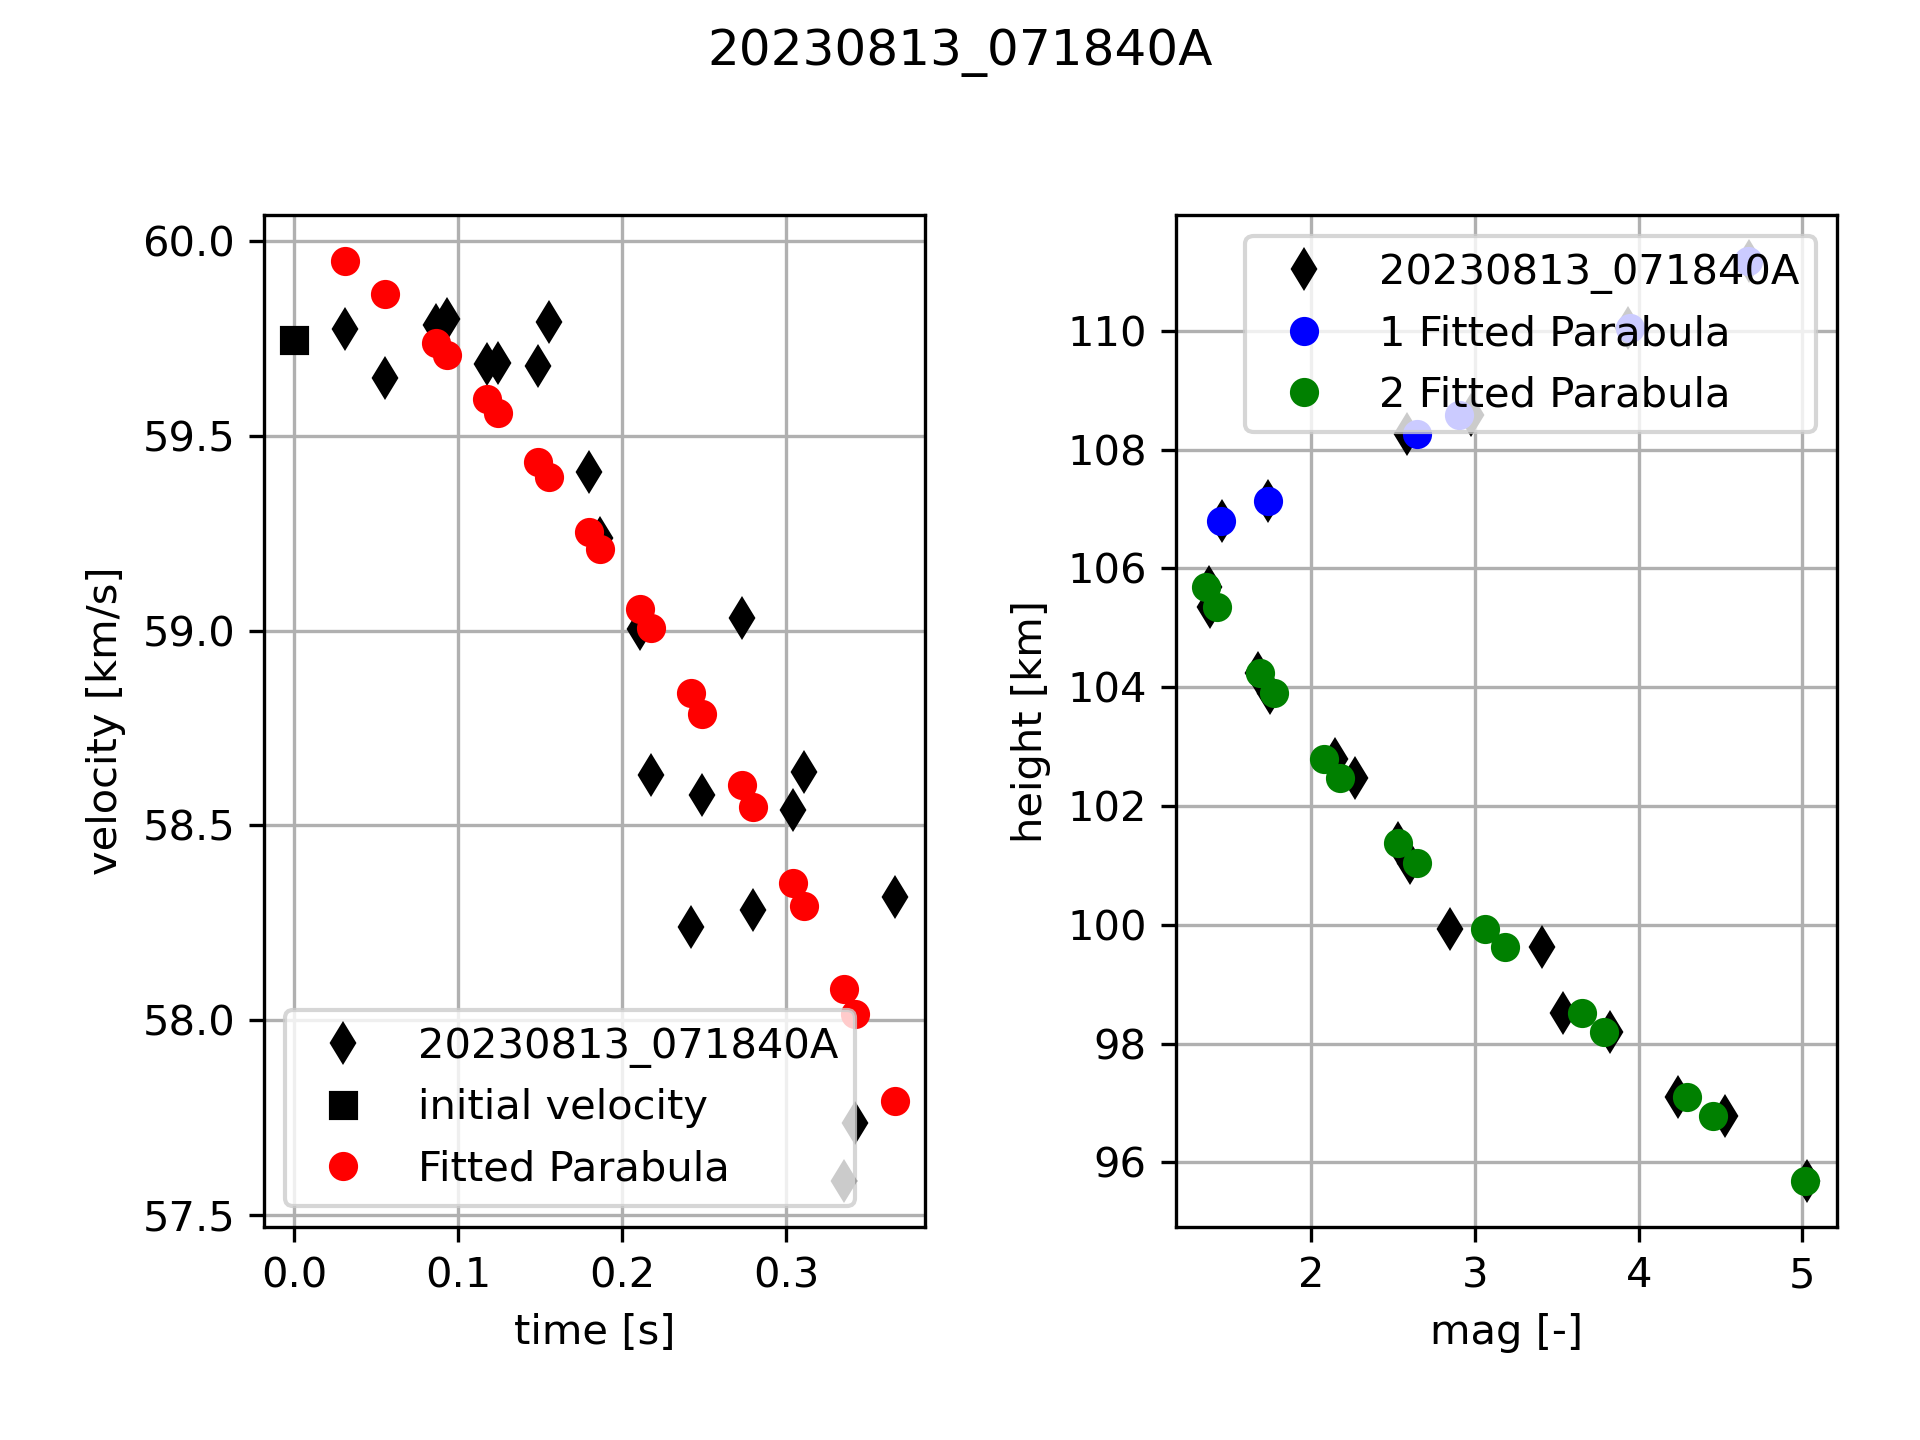 20230813_071840A
60.0
59.5
59.0
58.5
58.0
57.5
velocity [km/s]
0.0 0.1 0.2 0.3
time [s]
20230813_071840A
initial velocity
Fitted Parabula
110
108
106
104
102
100
98
96
height [km]
2 3 4 5
mag [-]
20230813_071840A
1 Fitted Parabula
2 Fitted Parabula